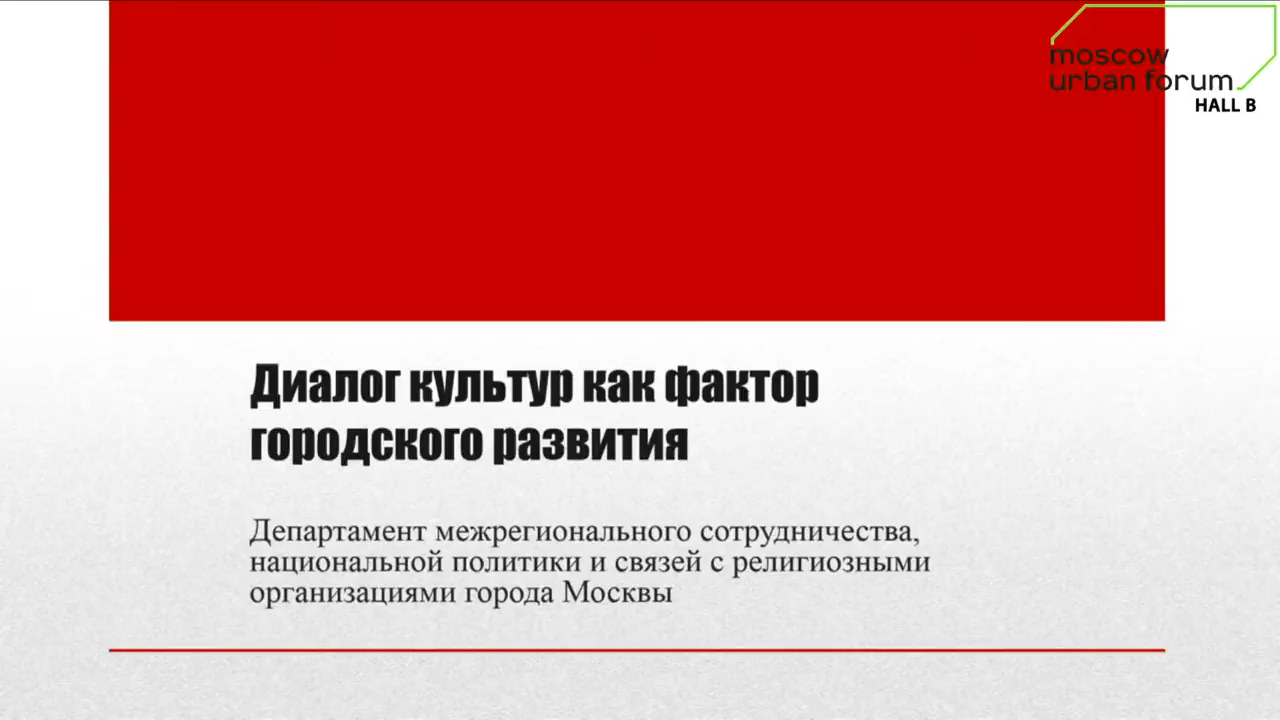 moscow
urban forum
HALL B
Диалог культур как фактор
городского развития
Департамент межрегионального сотрудничества,
национальной политики и связей с религиозными
организациями города Москвы